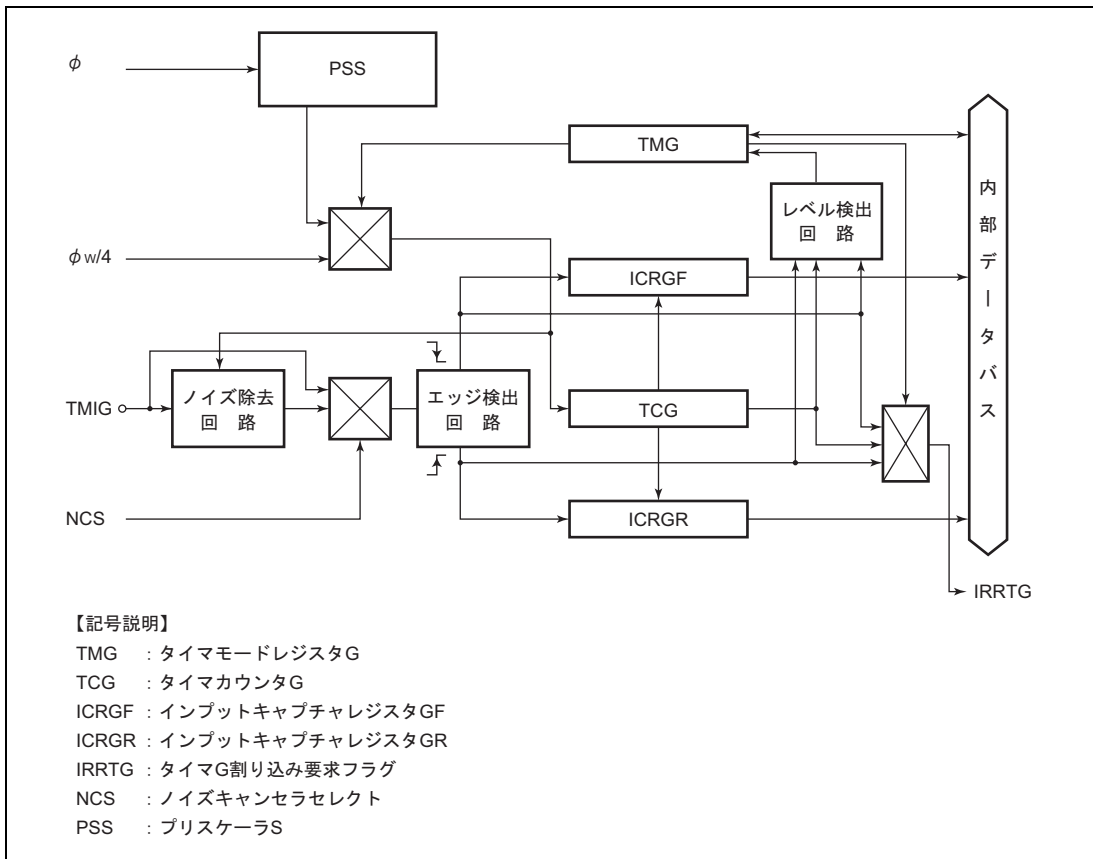 φ
PSS
TMG
レベル検出
回 路
内部データバス
φw/4
ICRGF
TMIG
ノイズ除去
回 路
エッジ検出
回 路
TCG
NCS
ICRGR
IRRTG
【記号説明】
TMG : タイマモードレジスタG
TCG : タイマカウンタG
ICRGF : インプットキャプチャレジスタGF
ICRGR : インプットキャプチャレジスタGR
IRRTG : タイマG割り込み要求フラグ
NCS : ノイズキャンセラセレクト
PSS : プリスケーラS